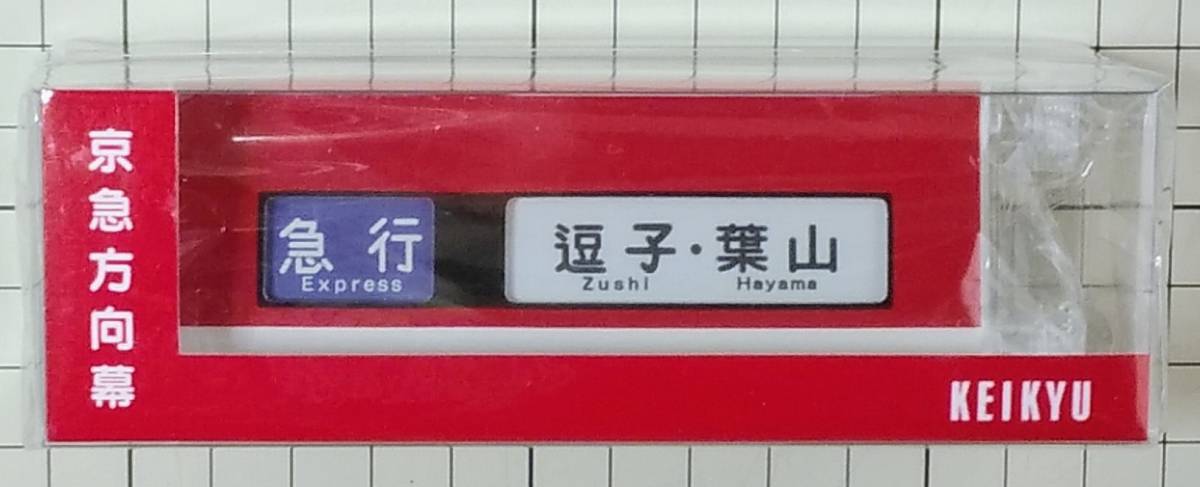 京急方向幕
急行
Express
逗子・葉山
Zushi Hayama
KEIKYU